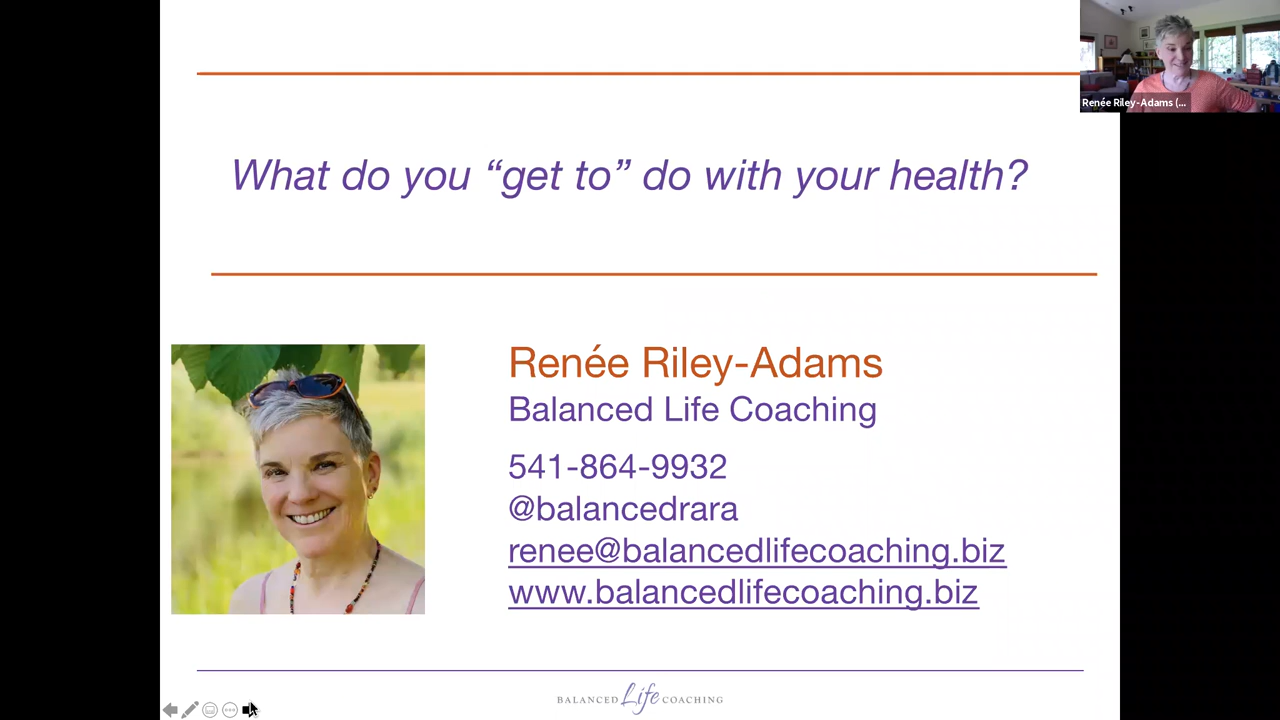 Renée Riley-Adams (...
What do you “get to” do with your health?
Renée Riley-Adams
Balanced Life Coaching
541-864-9932
@balancedrara
renee@balancedlifecoaching.biz
www.balancedlifecoaching.biz
BALANCED Life COACHING